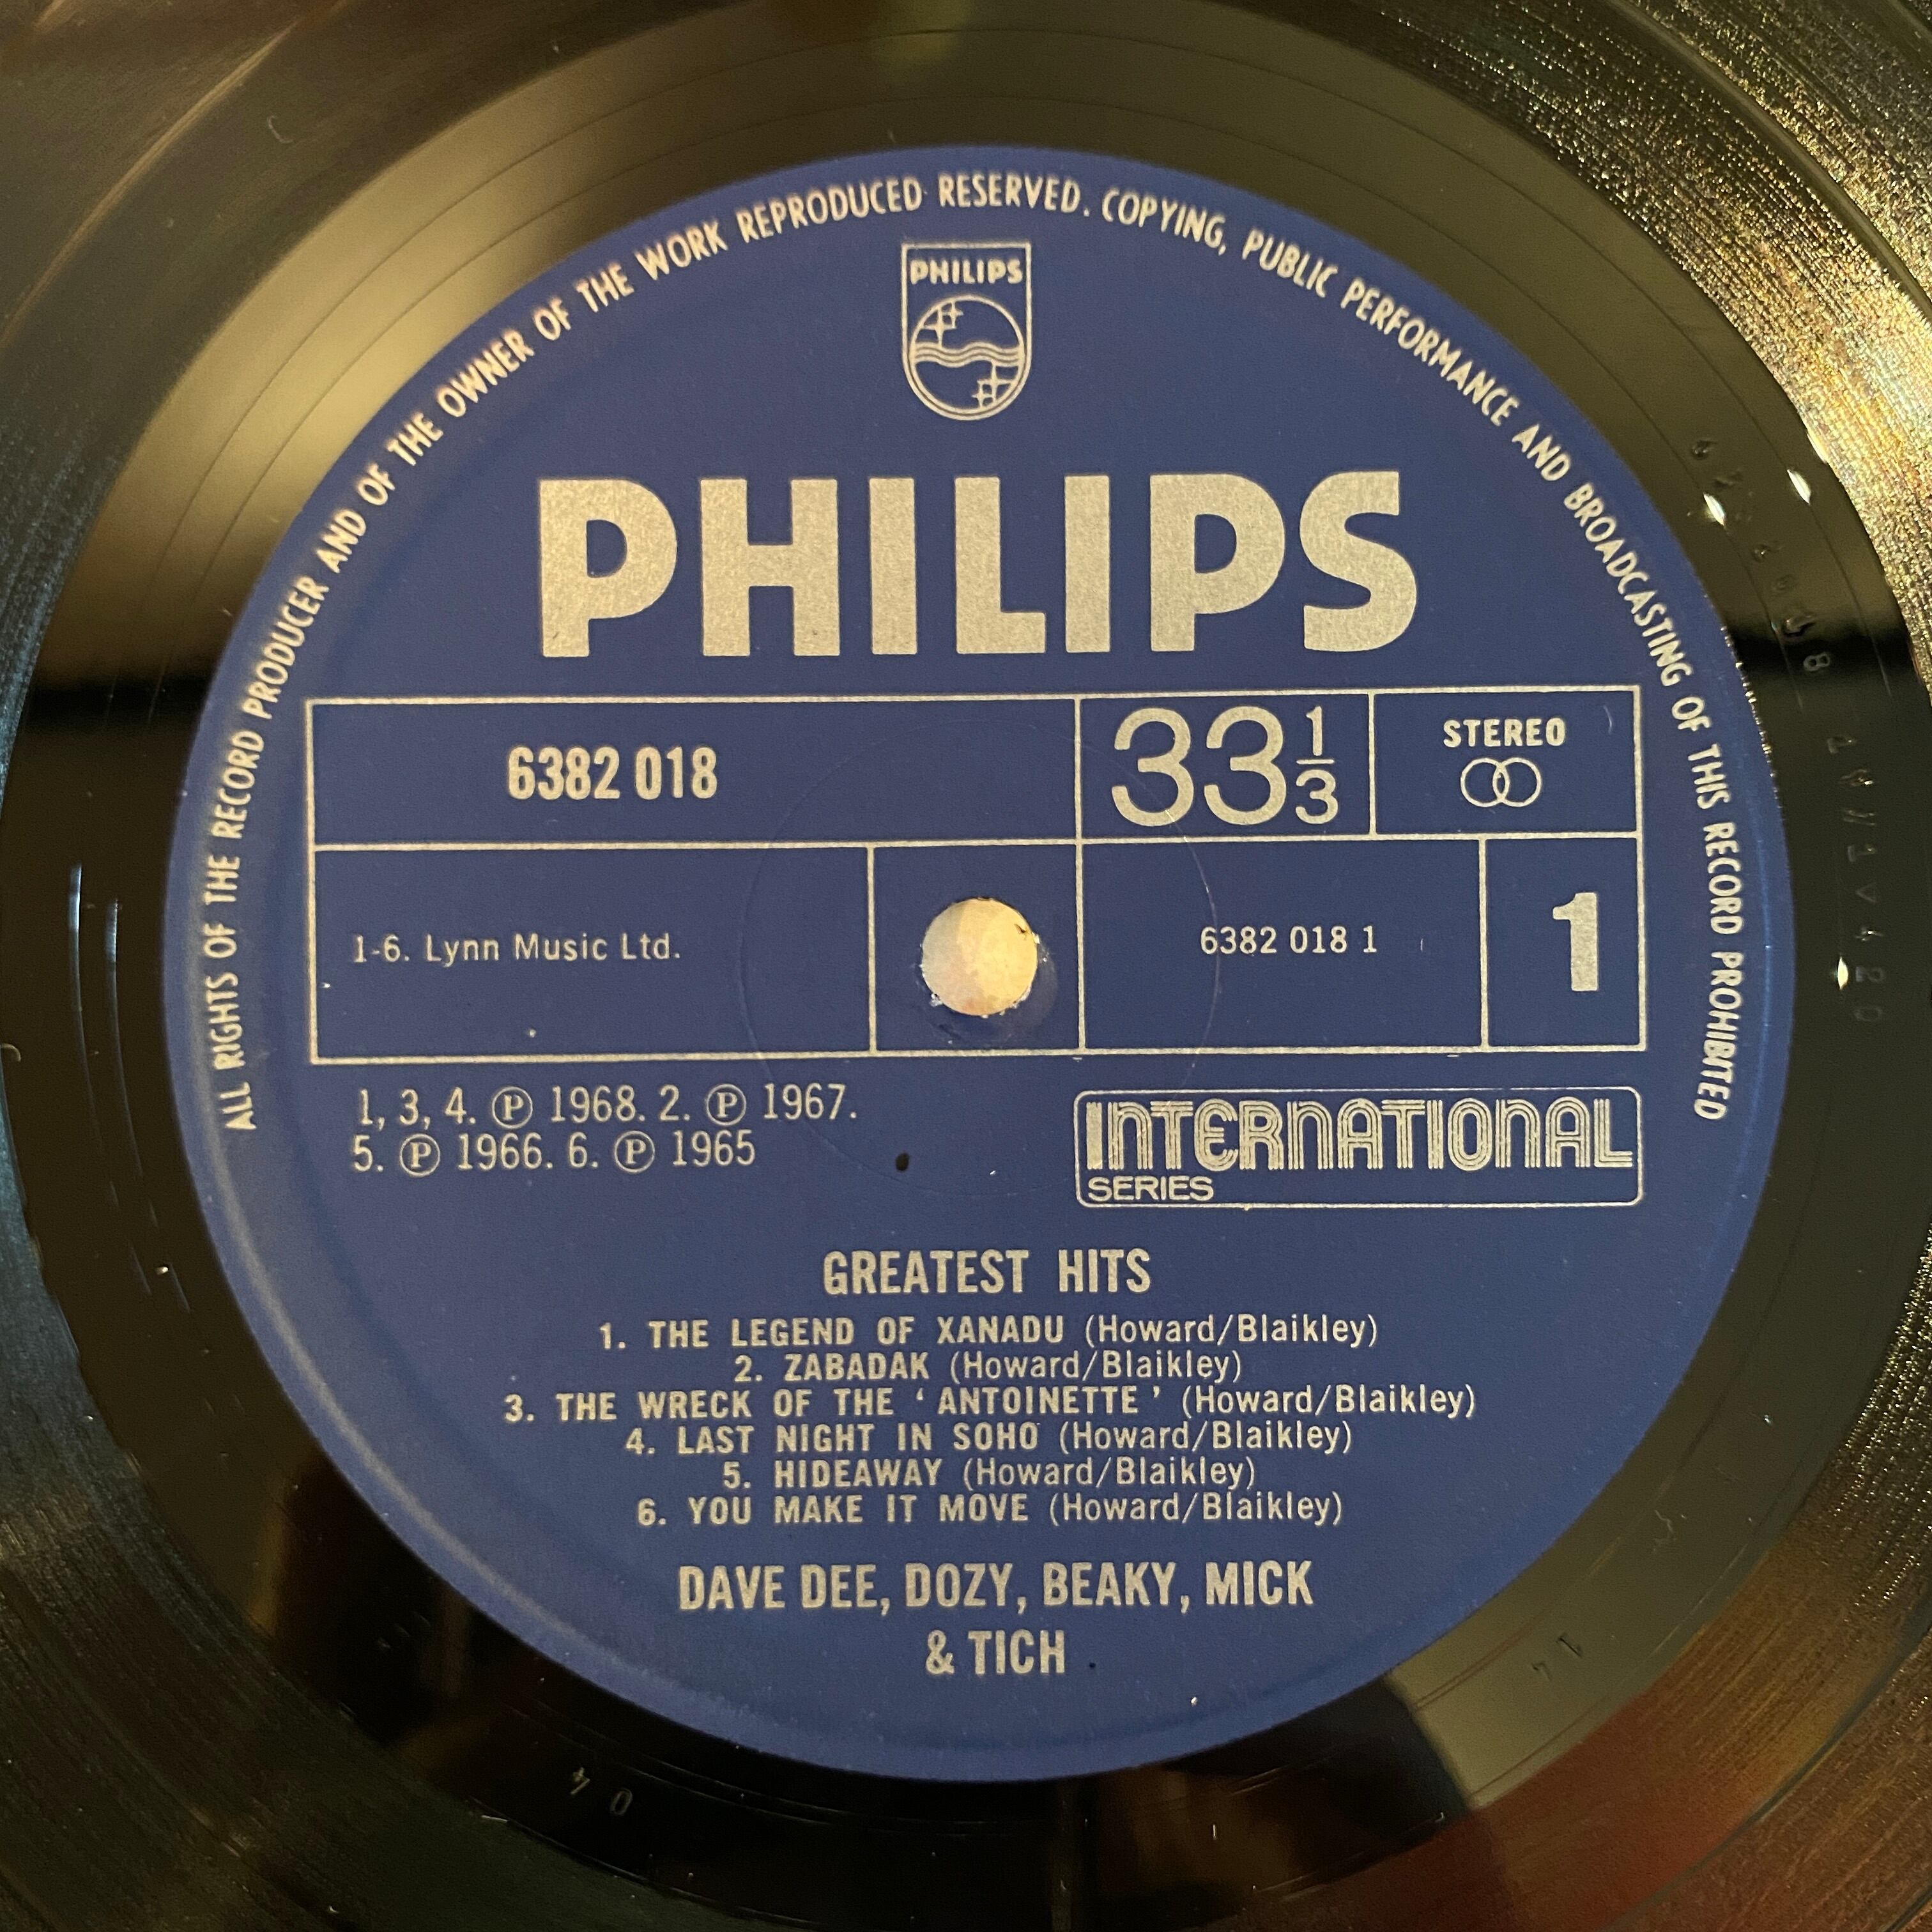 ALL RIGHTS OF THE RECORD PRODUCER AND OF THE OWNER OF THE WORK REPRODUCED RESERVED. COPYING, PUBLIC PERFORMANCE AND BROADCASTING OF THIS RECORD PROHIBITED
PHILIPS
PHILIPS
6382 018
33 1/3
STEREO
1-6. Lynn Music Ltd.
6382 018 1
1
1, 3, 4. Ⓟ 1968. 2. Ⓟ 1967.
5. Ⓟ 1966. 6. Ⓟ 1965
INTERNATIONAL
SERIES
GREATEST HITS
1. THE LEGEND OF XANADU (Howard/Blaikley)
2. ZABADAK (Howard/Blaikley)
3. THE WRECK OF THE ‘ ANTOINETTE ’ (Howard/Blaikley)
4. LAST NIGHT IN SOHO (Howard/Blaikley)
5. HIDEAWAY (Howard/Blaikley)
6. YOU MAKE IT MOVE (Howard/Blaikley)
DAVE DEE, DOZY, BEAKY, MICK
& TICH
14
04